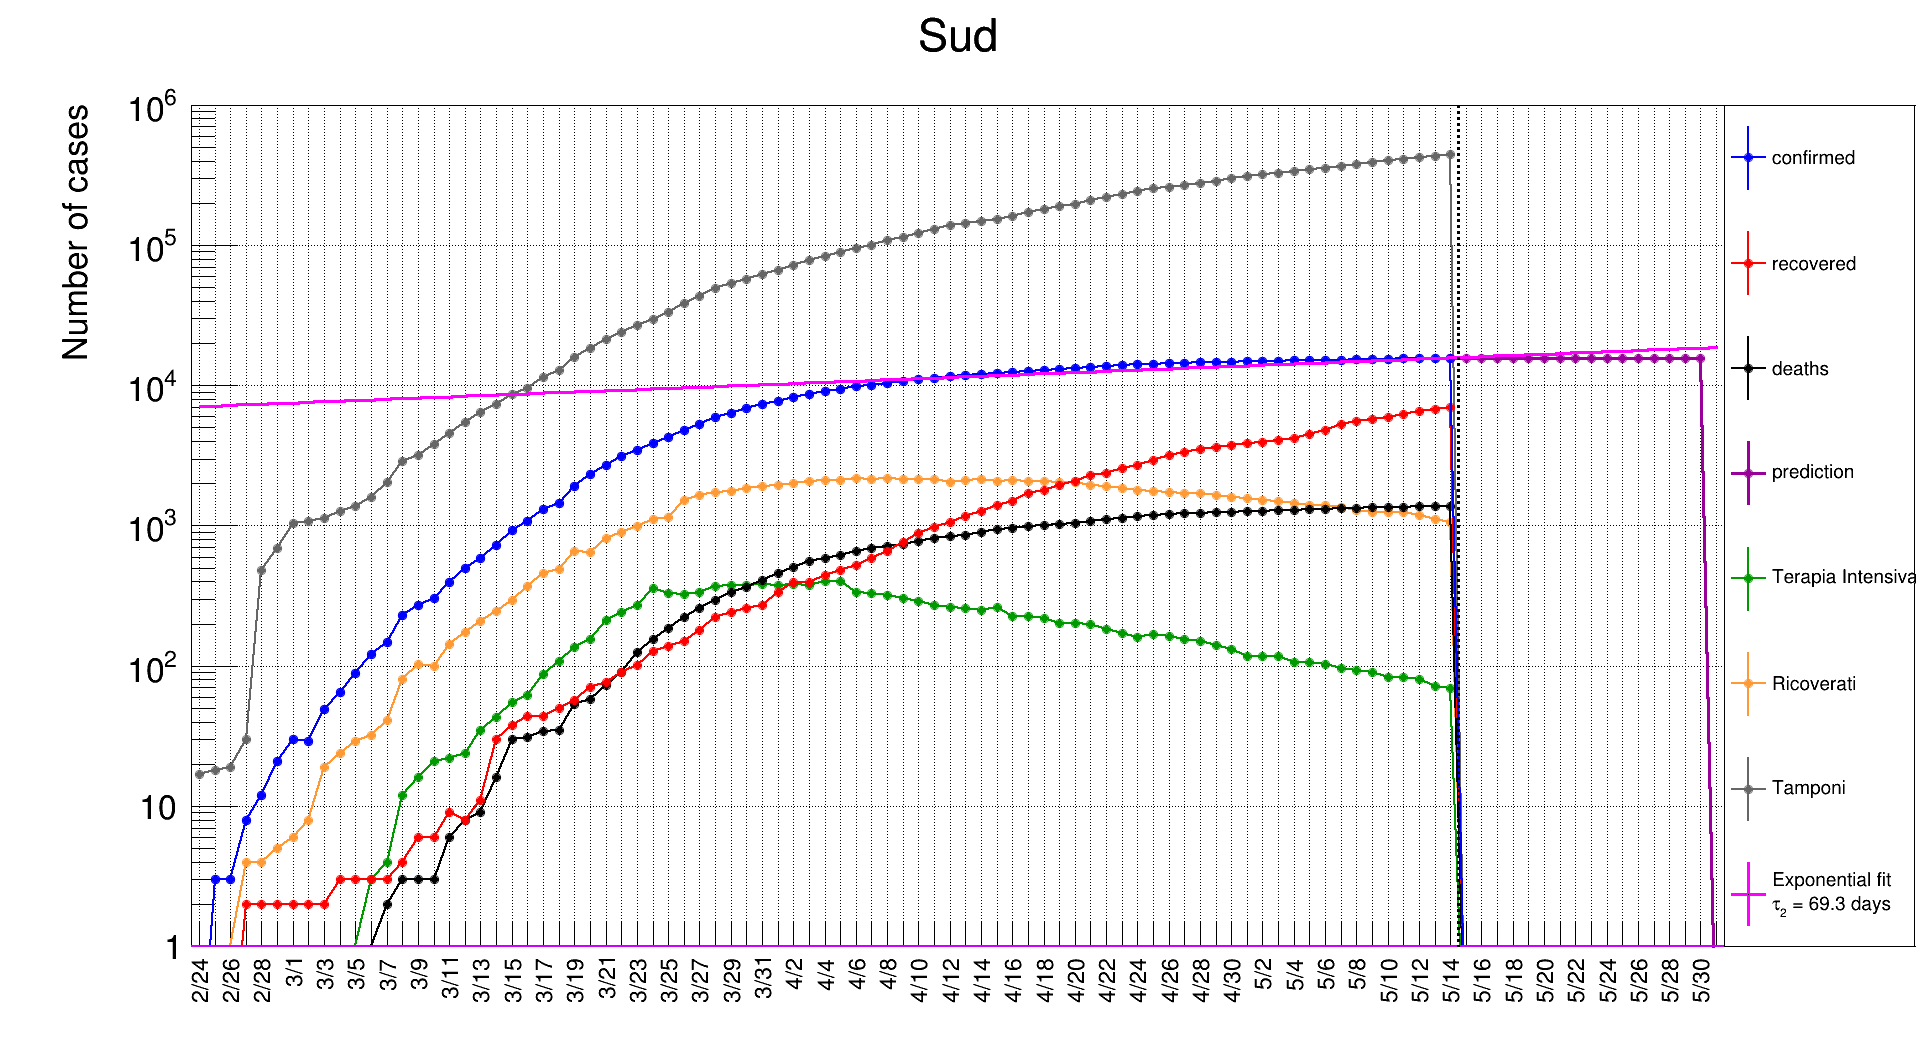 Sud
Number of cases
10^6
10^5
10^4
10^3
10^2
10
1
2/24 2/26 2/28 3/1 3/3 3/5 3/7 3/9 3/11 3/13 3/15 3/17 3/19 3/21 3/23 3/25 3/27 3/29 3/31 4/2 4/4 4/6 4/8 4/10 4/12 4/14 4/16 4/18 4/20 4/22 4/24 4/26 4/28 4/30 5/2 5/4 5/6 5/8 5/10 5/12 5/14 5/16 5/18 5/20 5/22 5/24 5/26 5/28 5/30
confirmed
recovered
deaths
prediction
Terapia Intensiva
Ricoverati
Tamponi
Exponential fit
τ₂ = 69.3 days